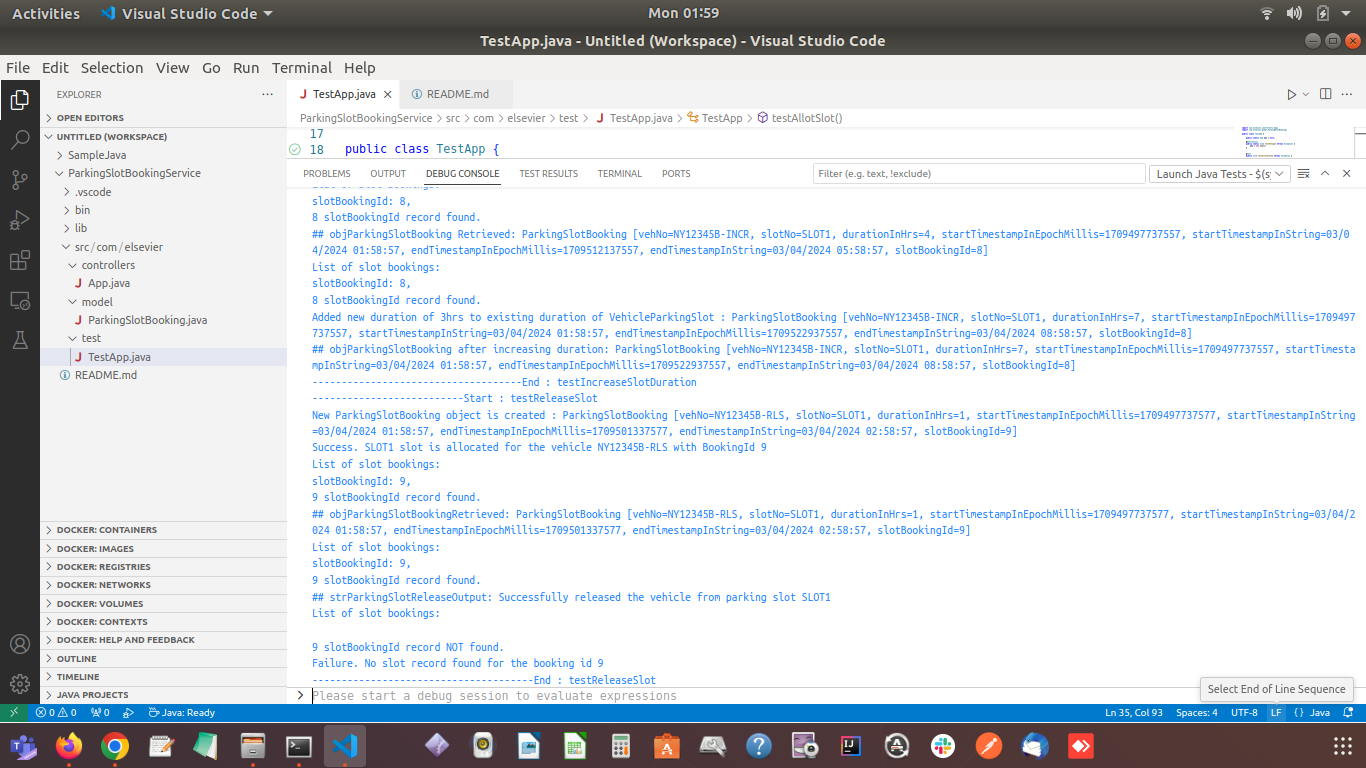 Activities
Visual Studio Code
Mon 01:59
TestApp.java - Untitled (Workspace) - Visual Studio Code
File Edit Selection View Go Run Terminal Help
EXPLORER
OPEN EDITORS
UNTITLED (WORKSPACE)
SampleJava
ParkingSlotBookingService
.vscode
bin
lib
src/com/elsevier
controllers
App.java
model
ParkingSlotBooking.java
test
TestApp.java
README.md
DOCKER: CONTAINERS
DOCKER: IMAGES
DOCKER: REGISTRIES
DOCKER: NETWORKS
DOCKER: VOLUMES
DOCKER: CONTEXTS
DOCKER: HELP AND FEEDBACK
OUTLINE
TIMELINE
JAVA PROJECTS
TestApp.java
README.md
ParkingSlotBookingService > src > com > elsevier > test > TestApp.java > TestApp > testAllotSlot()
17
18 public class TestApp {
PROBLEMS OUTPUT DEBUG CONSOLE TEST RESULTS TERMINAL PORTS
Filter (e.g. text, !exclude)
Launch Java Tests - $(s
slotBookingId: 8,
8 slotBookingId record found.
## objParkingSlotBooking Retrieved: ParkingSlotBooking [vehNo=NY12345B-INCR, slotNo=SLOT1, durationInHrs=4, startTimestampInEpochMillis=1709497737557, startTimestampInString=03/0
4/2024 01:58:57, endTimestampInEpochMillis=1709512137557, endTimestampInString=03/04/2024 05:58:57, slotBookingId=8]
List of slot bookings:
slotBookingId: 8,
8 slotBookingId record found.
Added new duration of 3hrs to existing duration of VehicleParkingSlot : ParkingSlotBooking [vehNo=NY12345B-INCR, slotNo=SLOT1, durationInHrs=7, startTimestampInEpochMillis=1709497
737557, startTimestampInString=03/04/2024 01:58:57, endTimestampInEpochMillis=1709522937557, endTimestampInString=03/04/2024 08:58:57, slotBookingId=8]
## objParkingSlotBooking after increasing duration: ParkingSlotBooking [vehNo=NY12345B-INCR, slotNo=SLOT1, durationInHrs=7, startTimestampInEpochMillis=1709497737557, startTimesta
mpInString=03/04/2024 01:58:57, endTimestampInEpochMillis=1709522937557, endTimestampInString=03/04/2024 08:58:57, slotBookingId=8]
------------------------------------End : testIncreaseSlotDuration
--------------------------Start : testReleaseSlot
New ParkingSlotBooking object is created : ParkingSlotBooking [vehNo=NY12345B-RLS, slotNo=SLOT1, durationInHrs=1, startTimestampInEpochMillis=1709497737577, startTimestampInString
=03/04/2024 01:58:57, endTimestampInEpochMillis=1709501337577, endTimestampInString=03/04/2024 02:58:57, slotBookingId=9]
Success. SLOT1 slot is allocated for the vehicle NY12345B-RLS with BookingId 9
List of slot bookings:
slotBookingId: 9,
9 slotBookingId record found.
## objParkingSlotBookingRetrieved: ParkingSlotBooking [vehNo=NY12345B-RLS, slotNo=SLOT1, durationInHrs=1, startTimestampInEpochMillis=1709497737577, startTimestampInString=03/04/2
024 01:58:57, endTimestampInEpochMillis=1709501337577, endTimestampInString=03/04/2024 02:58:57, slotBookingId=9]
List of slot bookings:
slotBookingId: 9,
9 slotBookingId record found.
## strParkingSlotReleaseOutput: Successfully released the vehicle from parking slot SLOT1
List of slot bookings:
9 slotBookingId record NOT found.
Failure. No slot record found for the booking id 9
--------------------------------------End : testReleaseSlot
Please start a debug session to evaluate expressions
Select End of Line Sequence
0 0 0 Java: Ready
Ln 35, Col 93 Spaces: 4 UTF-8 LF {} Java